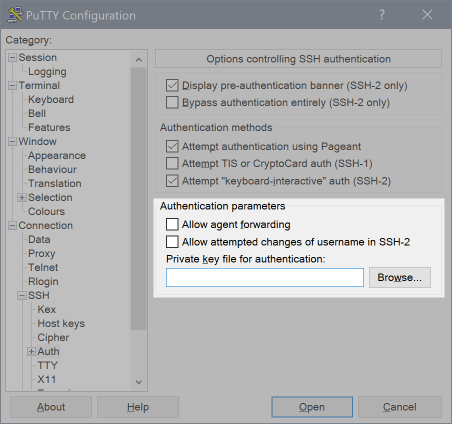 PuTTY Configuration
Category:
Session
Logging
Terminal
Keyboard
Bell
Features
Window
Appearance
Behaviour
Translation
Selection
Colours
Connection
Data
Proxy
Telnet
Rlogin
SSH
Kex
Host keys
Cipher
Auth
TTY
X11
Options controlling SSH authentication
Display pre-authentication banner (SSH-2 only)
Bypass authentication entirely (SSH-2 only)
Authentication methods
Attempt authentication using Pageant
Attempt TIS or CryptoCard auth (SSH-1)
Attempt "keyboard-interactive" auth (SSH-2)
Authentication parameters
Allow agent forwarding
Allow attempted changes of username in SSH-2
Private key file for authentication:
Browse...
About
Help
Open
Cancel